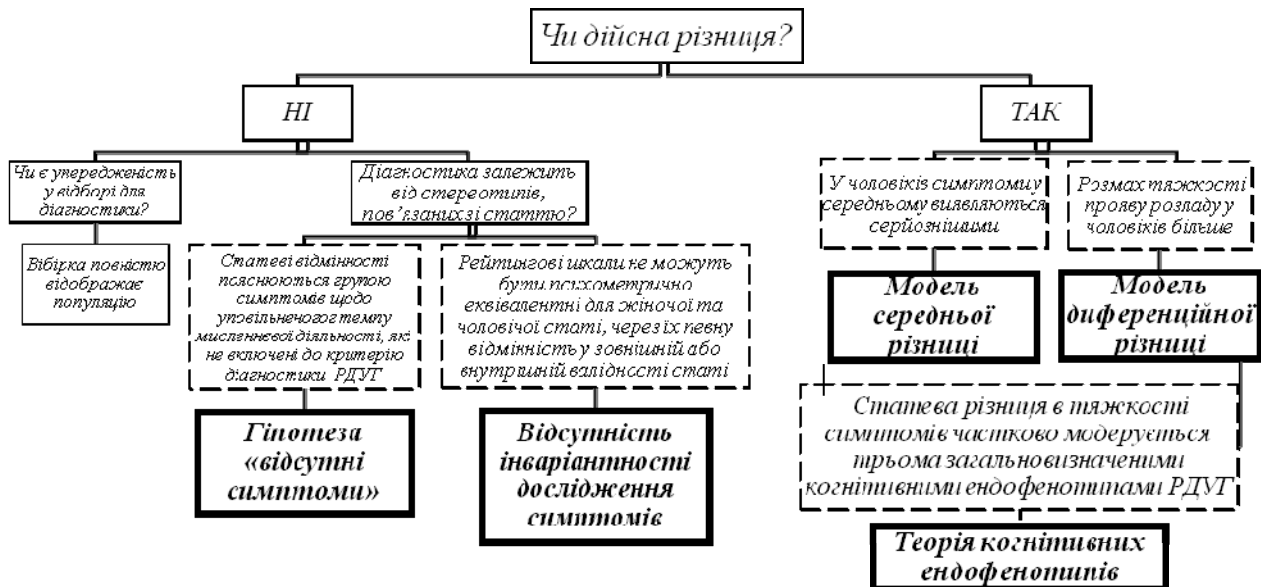 Чи дійсна різниця?
НІ
ТАК
Чи є упередженість
у відборі для
діагностики?
Діагностика залежить
від стереотипів,
пов'язаних зі статтю?
У чоловіків симптоми у
середньому виявляються
серйознішими
Розмах тяжкості
прояву розладу у
чоловіків більше
Вібірка повністю
відображає
популяцію
Статеві відмінності
пояснюються групою
симптомів щодо
уповільнечогог темпу
мисленнєвої діяльності, які
не включені до критерію
діагностики РДУГ
Рейтингові шкали не можуть
бути психометрично
еквівалентні для жіночої та
чоловічої статі, через їх певну
відмінність у зовнішній або
внутрішній валідності статі
Модель
середньої
різниці
Модель
диференційної
різниці
Гіпотеза
«відсутні
симптоми»
Відсутність
інваріантності
дослідження
симптомів
Статева різниця в тяжкості
симптомів частково модерується
трьома загальновизначеними
когнітивними ендофенотипами РДУГ
Теорія когнітивних
ендофенотипів